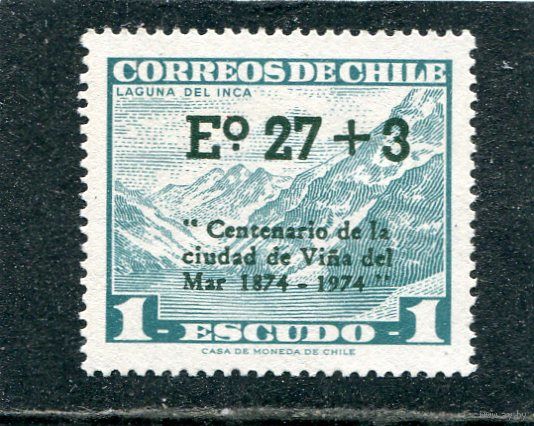 CORREOS DE CHILE
LAGUNA DEL INCA
Eº 27 + 3
“ Centenario de la
ciudad de Viña del
Mar 1874 - 1974 ”
1 - ESCUDO - 1
CASA DE MONEDA DE CHILE